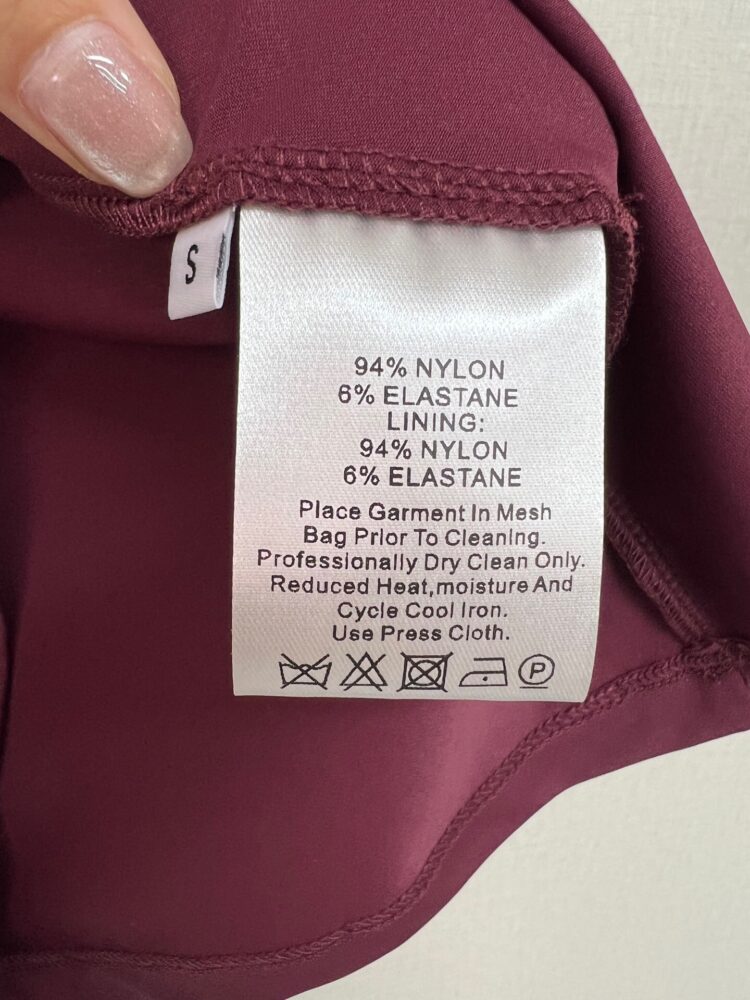 S
94% NYLON
6% ELASTANE
LINING:
94% NYLON
6% ELASTANE
Place Garment In Mesh
Bag Prior To Cleaning.
Professionally Dry Clean Only.
Reduced Heat,moisture And
Cycle Cool Iron.
Use Press Cloth.
P